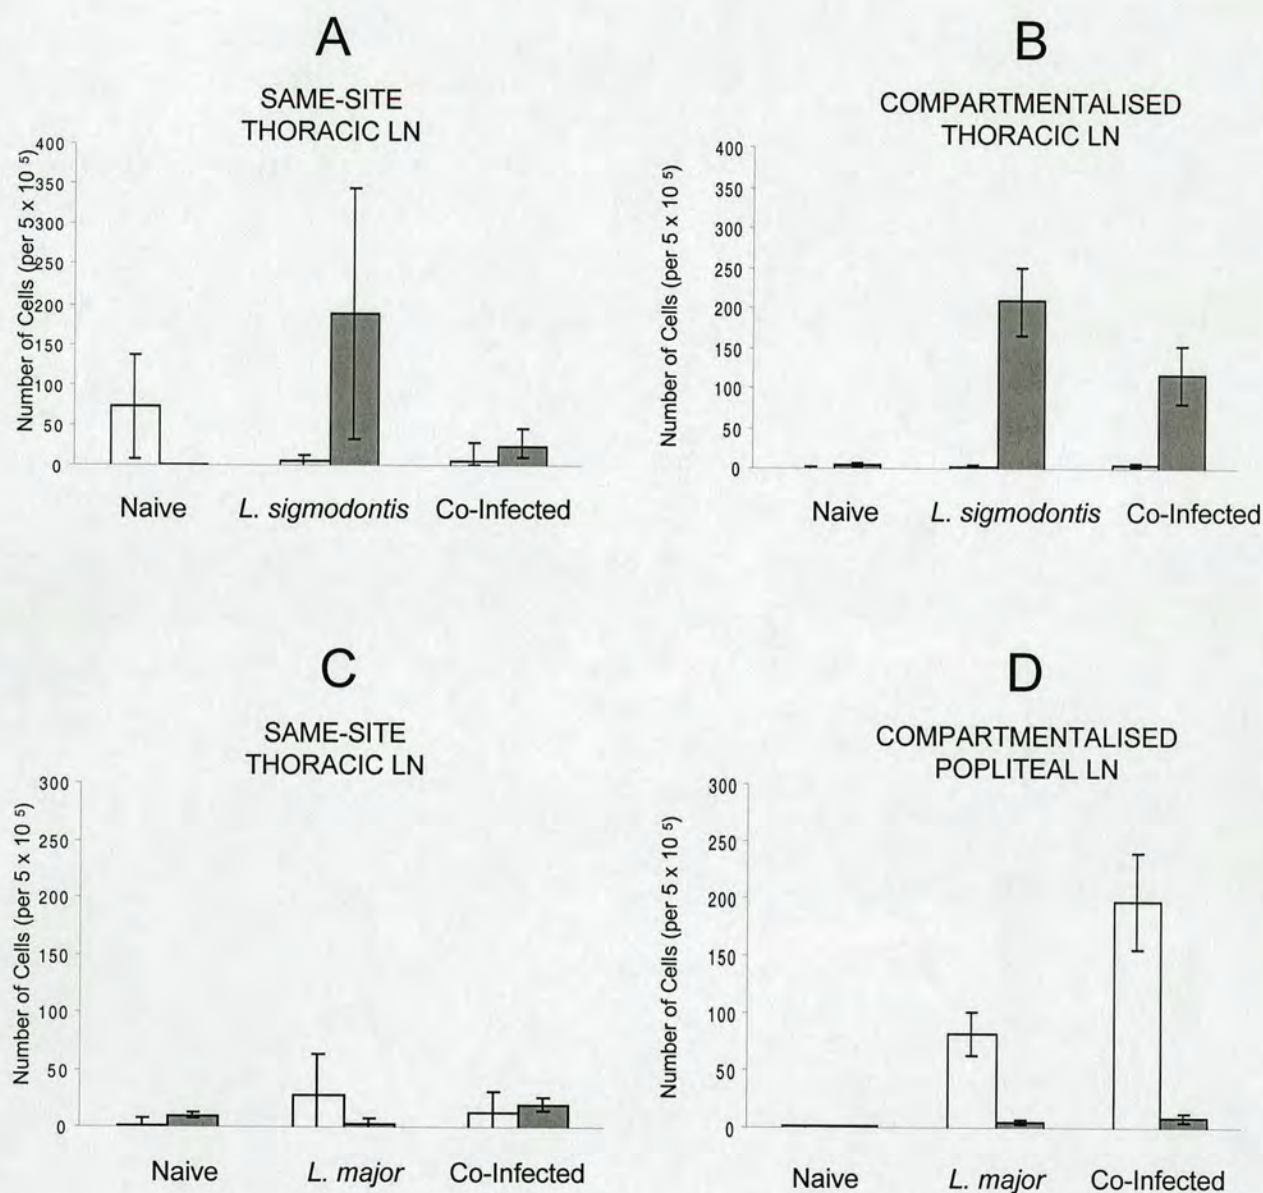 A
SAME-SITE
THORACIC LN
Number of Cells (per 5 x 10 5)
400
350
300
250
200
150
100
50
0
Naive L. sigmodontis Co-Infected
B
COMPARTMENTALISED
THORACIC LN
Number of Cells (per 5 x 10 5)
400
350
300
250
200
150
100
50
0
Naive L. sigmodontis Co-Infected
C
SAME-SITE
THORACIC LN
Number of Cells (per 5 x 10 5)
300
250
200
150
100
50
0
Naive L. major Co-Infected
D
COMPARTMENTALISED
POPLITEAL LN
Number of Cells (per 5 x 10 5)
300
250
200
150
100
50
0
Naive L. major Co-Infected